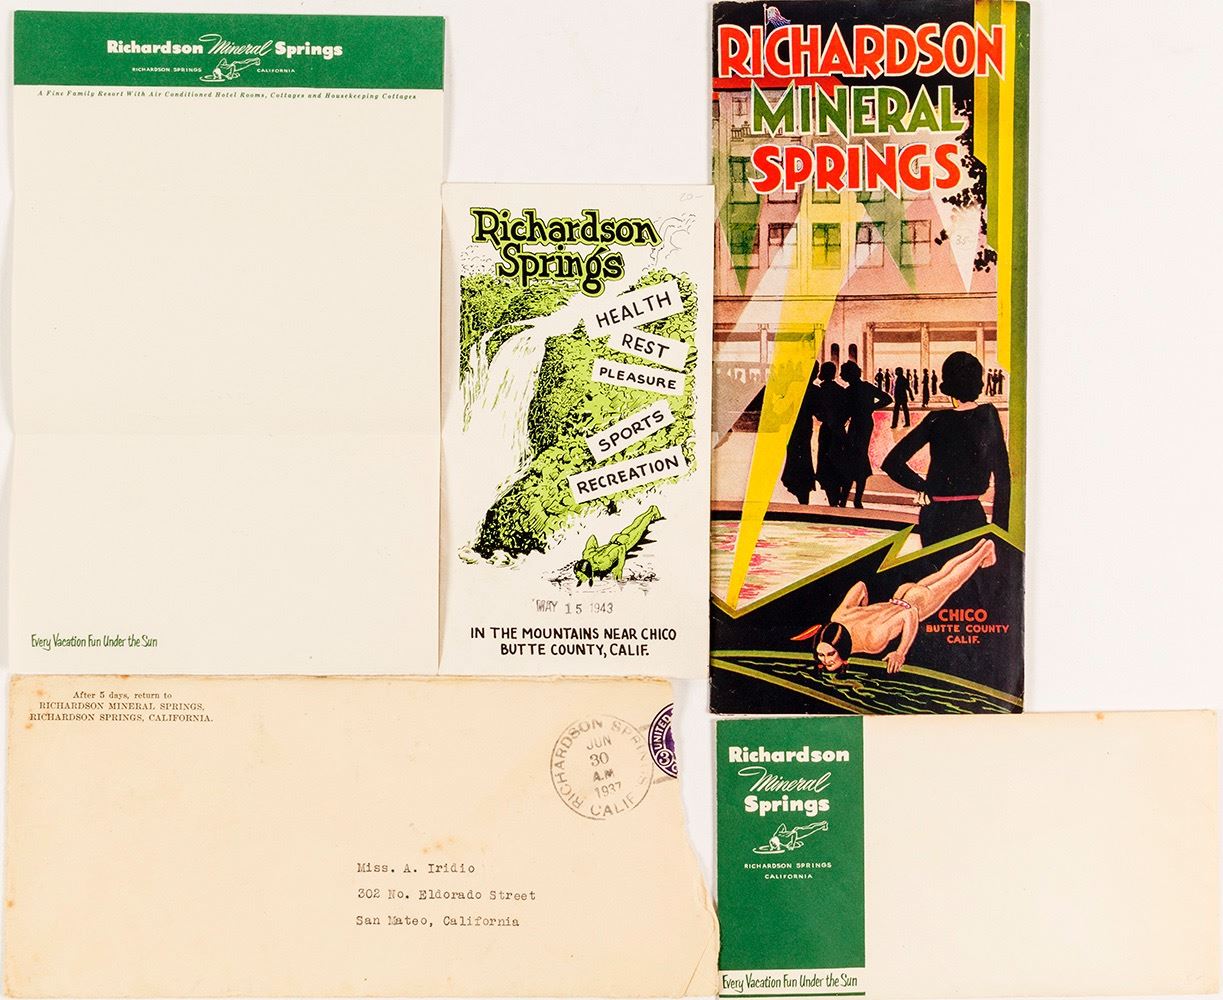 Richardson Mineral Springs
RICHARDSON SPRINGS CALIFORNIA
A Fine Family Resort With Air Conditioned Hotel Rooms, Cottages and Housekeeping Cottages
Every Vacation Fun Under the Sun
20-
Richardson
Springs
HEALTH
REST
PLEASURE
SPORTS
RECREATION
MAY 15 1943
IN THE MOUNTAINS NEAR CHICO
BUTTE COUNTY, CALIF.
RICHARDSON
MINERAL
SPRINGS
35-
CHICO
BUTTE COUNTY
CALIF.
After 5 days, return to
RICHARDSON MINERAL SPRINGS,
RICHARDSON SPRINGS, CALIFORNIA.
RICHARDSON SPRINGS
JUN
30
A.M
1937
CALIF
UNITED
3
Miss. A. Iridio
302 No. Eldorado Street
San Mateo, California
Richardson
Mineral
Springs
RICHARDSON SPRINGS
CALIFORNIA
Every Vacation Fun Under the Sun